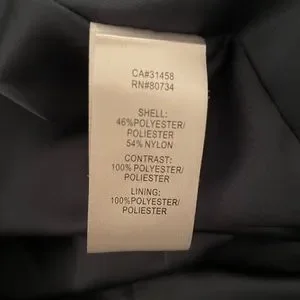 CA#31458
RN#80734
SHELL:
46%POLYESTER/
POLIESTER
54% NYLON
CONTRAST:
100% POLYESTER/
POLIESTER
LINING:
100%POLYESTER/
POLIESTER